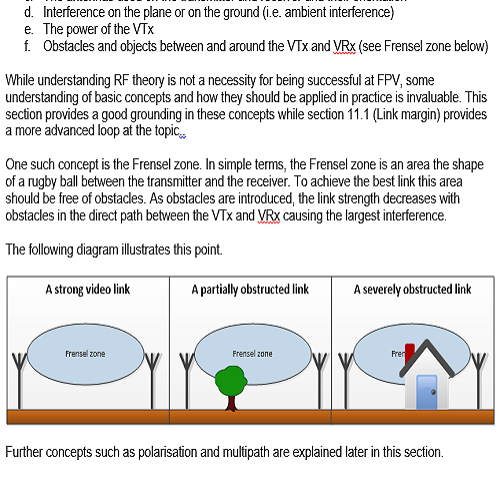 d. Interference on the plane or on the ground (i.e. ambient interference)
e. The power of the VTx
f. Obstacles and objects between and around the VTx and VRx (see Frensel zone below)
While understanding RF theory is not a necessity for being successful at FPV, some
understanding of basic concepts and how they should be applied in practice is invaluable. This
section provides a good grounding in these concepts while section 11.1 (Link margin) provides
a more advanced loop at the topic..
One such concept is the Frensel zone. In simple terms, the Frensel zone is an area the shape
of a rugby ball between the transmitter and the receiver. To achieve the best link this area
should be free of obstacles. As obstacles are introduced, the link strength decreases with
obstacles in the direct path between the VTx and VRx causing the largest interference.
The following diagram illustrates this point.
A strong video link
A partially obstructed link
A severely obstructed link
Frensel zone
Frensel zone
Fren
Further concepts such as polarisation and multipath are explained later in this section.